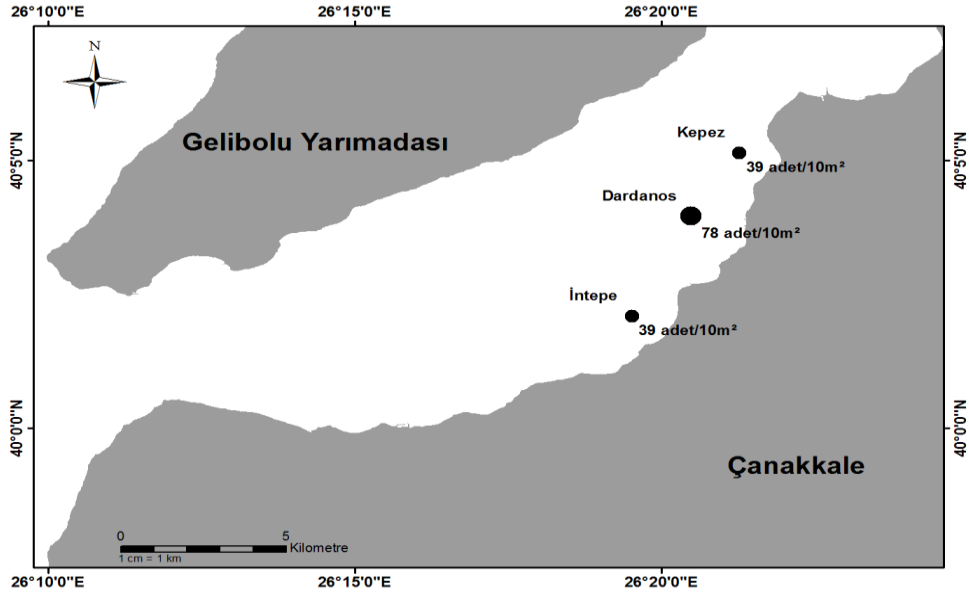 26°10'0"E 26°15'0"E 26°20'0"E
N
Kepez
Gelibolu Yarımadası
40°5'0"N 40°5'0"N
39 adet/10m²
Dardanos
78 adet/10m²
İntepe
39 adet/10m²
40°0'0"N 40°0'0"N
Çanakkale
0 5
Kilometre
1 cm = 1 km
26°10'0"E 26°15'0"E 26°20'0"E